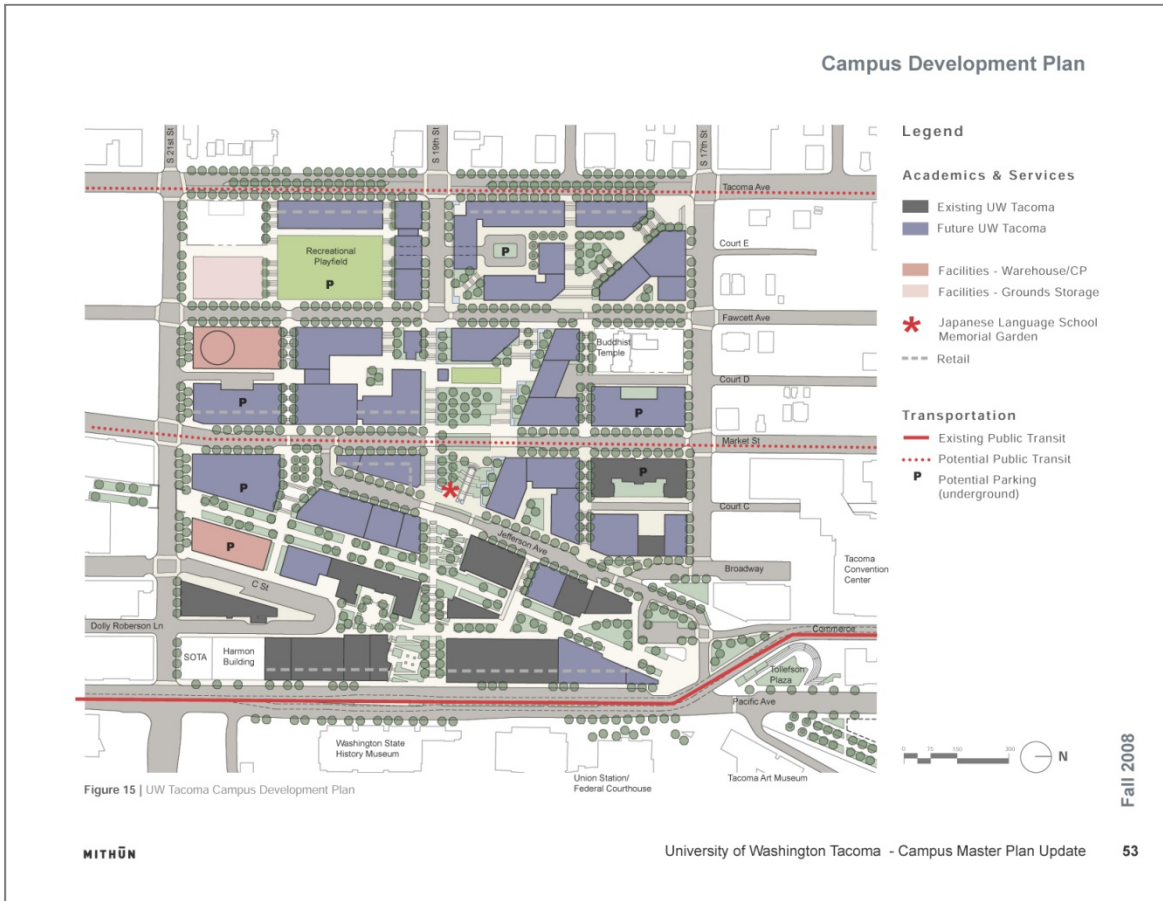 Campus Development Plan
S 21st St
S 19th St
S 17th St
Legend
Academics & Services
Existing UW Tacoma
Future UW Tacoma
Facilities - Warehouse/CP
Facilities - Grounds Storage
Japanese Language School
Memorial Garden
Retail
Transportation
Existing Public Transit
Potential Public Transit
P
Potential Parking
(underground)
Tacoma Ave
Court E
Recreational
Playfield
P
P
Fawcett Ave
Buddhist
Temple
Court D
P
P
Market St
P
P
Court C
Jefferson Ave
P
Broadway
Tacoma
Convention
Center
C St
Dolly Roberson Ln
Commerce
SOTA
Harmon
Building
Tollefson
Plaza
Pacific Ave
Washington State
History Museum
Union Station/
Federal Courthouse
Tacoma Art Museum
0 75 150 300
N
Fall 2008
Figure 15 | UW Tacoma Campus Development Plan
MITHŪN
University of Washington Tacoma - Campus Master Plan Update 53